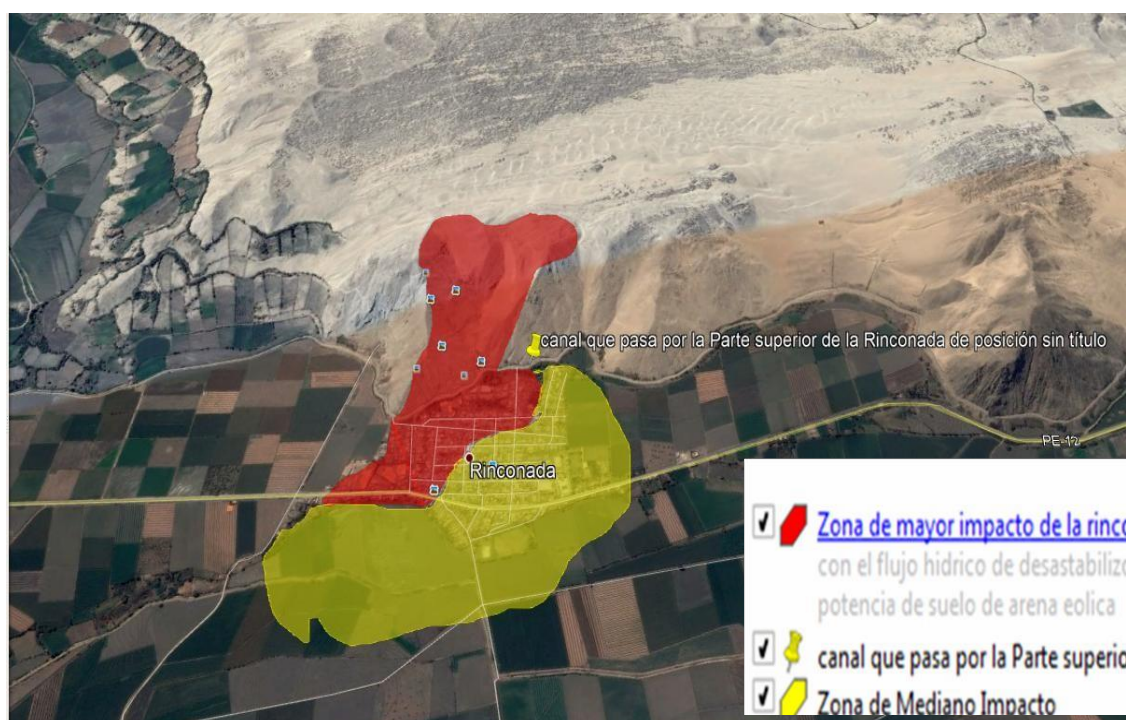 canal que pasa por la Parte superior de la Rinconada de posición sin título
PE-12
Rinconada
Zona de mayor impacto de la rinco
con el flujo hidrico de desastabilizo
potencia de suelo de arena eolica
canal que pasa por la Parte superio
Zona de Mediano Impacto